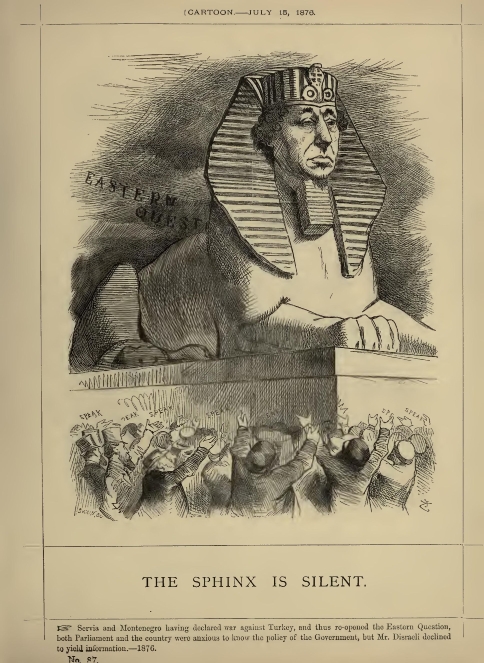 [CARTOON.—JULY 15, 1876.
EASTERN
QUEST
SPEAK
SPEAK
SPEAK
SPEAK
THE SPHINX IS SILENT.
☞ Servia and Montenegro having declared war against Turkey, and thus re-opened the Eastern Question,
both Parliament and the country were anxious to know the policy of the Government, but Mr. Disraeli declined
to yield information.—1876.
No. 87.